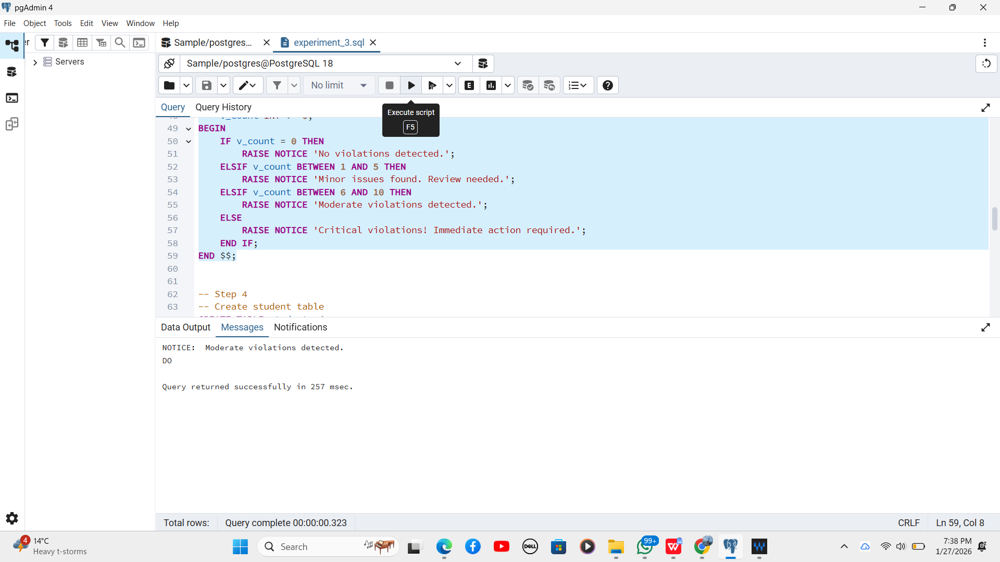 pgAdmin 4
File Object Tools Edit View Window Help
er
Sample/postgres... experiment_3.sql
Servers
Sample/postgres@PostgreSQL 18
No limit
E
Query Query History
Execute script
F5
49 BEGIN
50 IF v_count = 0 THEN
51 RAISE NOTICE 'No violations detected.';
52 ELSIF v_count BETWEEN 1 AND 5 THEN
53 RAISE NOTICE 'Minor issues found. Review needed.';
54 ELSIF v_count BETWEEN 6 AND 10 THEN
55 RAISE NOTICE 'Moderate violations detected.';
56 ELSE
57 RAISE NOTICE 'Critical violations! Immediate action required.';
58 END IF;
59 END $$;
60
61
62 -- Step 4
63 -- Create student table
Data Output Messages Notifications
NOTICE: Moderate violations detected.
DO
Query returned successfully in 257 msec.
Total rows: Query complete 00:00:00.323 CRLF Ln 59, Col 8
4
14°C
Heavy t-storms
Search
DELL
99+
W
7:38 PM
1/27/2026